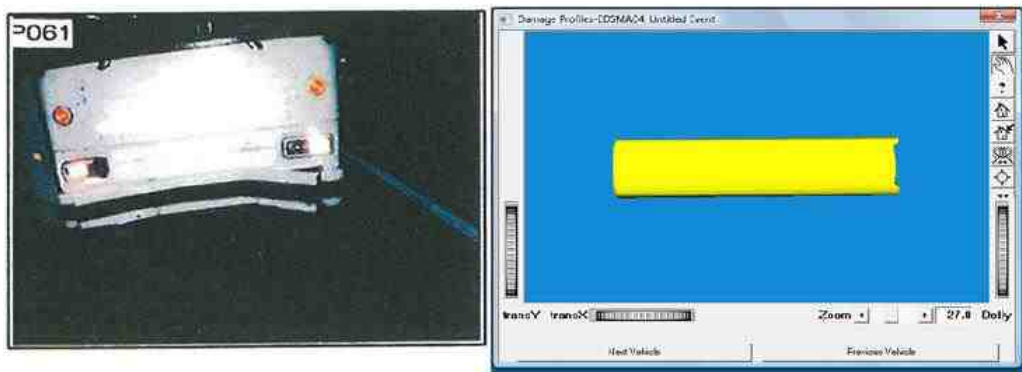 P061
Damage Profiles-EDSMAC4, Untitled Event
?
transY transX Zoom 27.0 Dolly
Next Vehicle Previous Vehicle